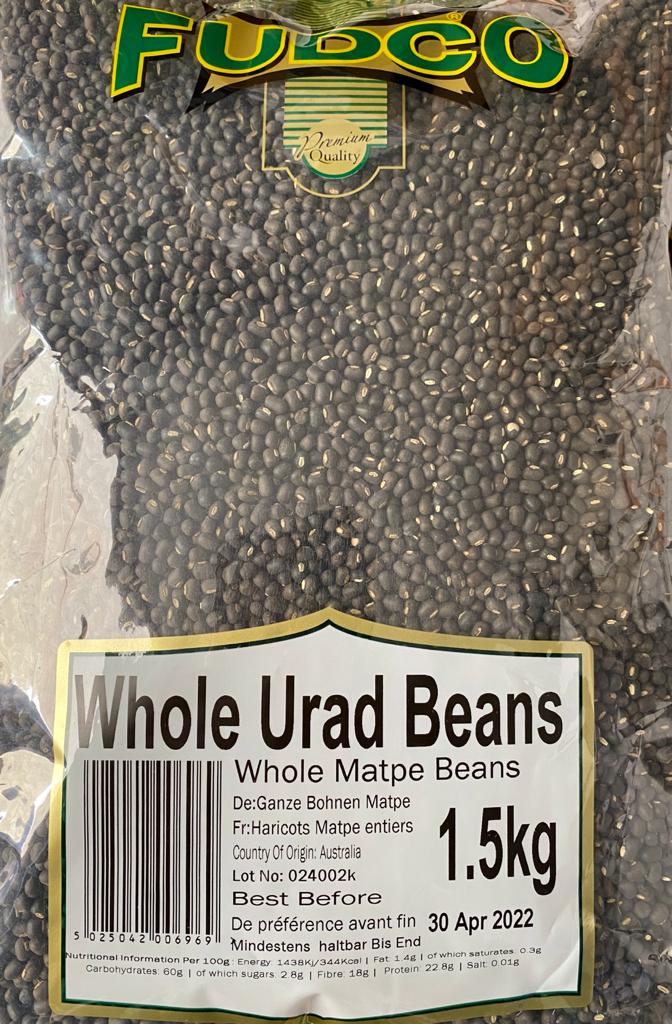 FUDCO®
Premium
Quality
Whole Urad Beans
Whole Matpe Beans
De:Ganze Bohnen Matpe
Fr:Haricots Matpe entiers
1.5kg
Country Of Origin: Australia
Lot No: 024002k
Best Before
De préférence avant fin 30 Apr 2022
Mindestens haltbar Bis End
5 025042 006969
Nutritional Information Per 100g: Energy: 1438Kj/344Kcal | Fat: 1.4g | of which saturates: 0.3g
Carbohydrates: 60g | of which sugars: 2.8g | Fibre: 18g | Protein: 22.8g | Salt: 0.01g